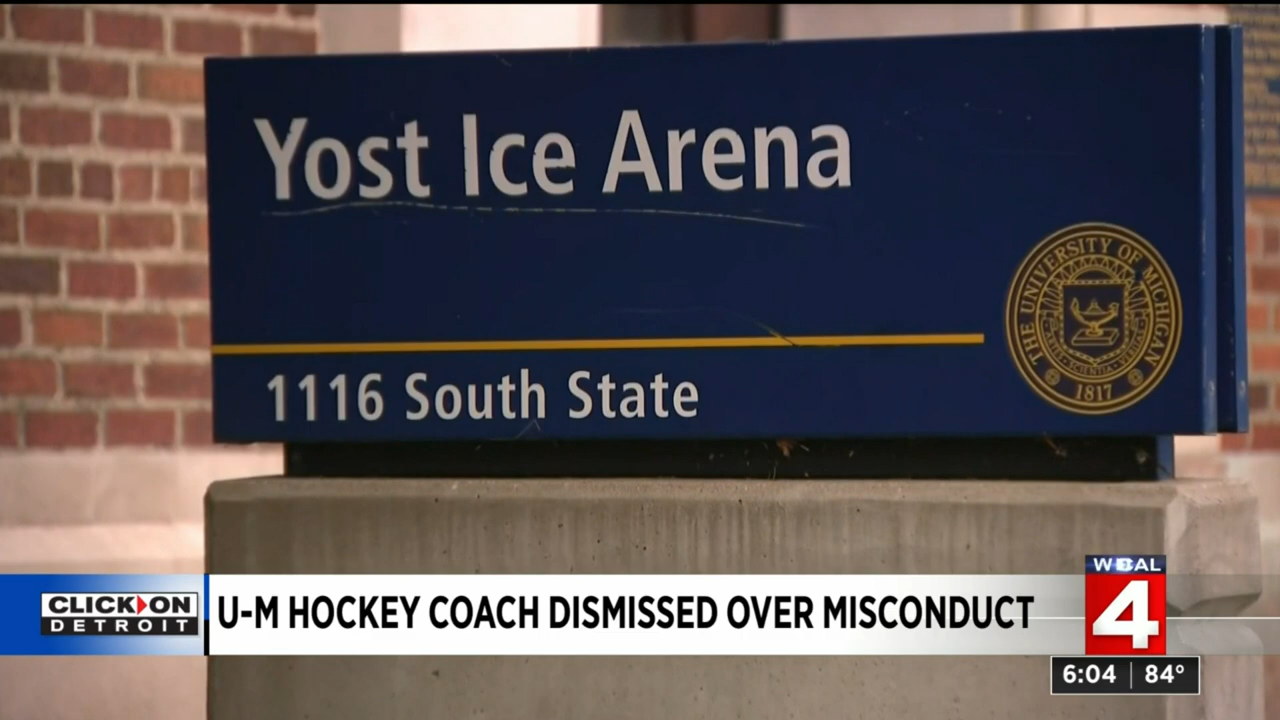 Yost Ice Arena
THE UNIVERSITY OF MICHIGAN
SCIENTIA
1817
1116 South State
CLICK ON
DETROIT
U-M HOCKEY COACH DISMISSED OVER MISCONDUCT
4
6:04 84°